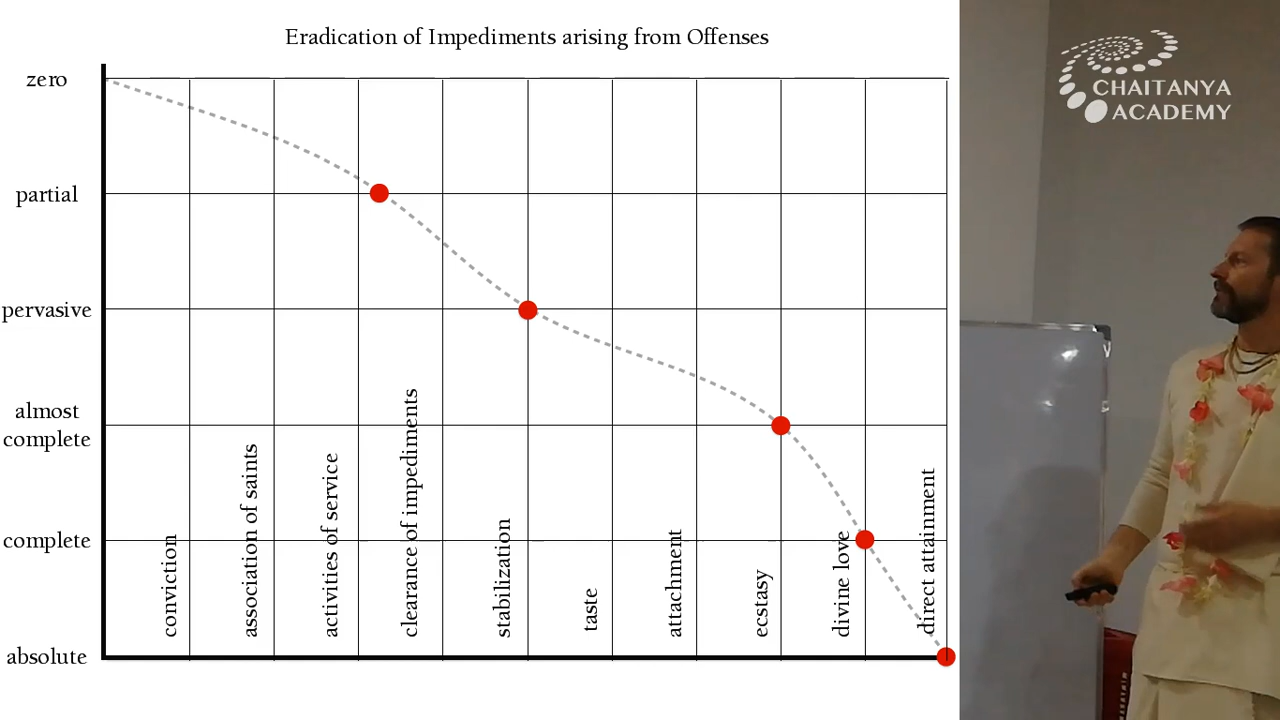 Eradication of Impediments arising from Offenses
zero
partial
pervasive
almost
complete
complete
absolute
conviction
association of saints
activities of service
clearance of impediments
stabilization
taste
attachment
ecstasy
divine love
direct attainment
CHAITANYA
ACADEMY